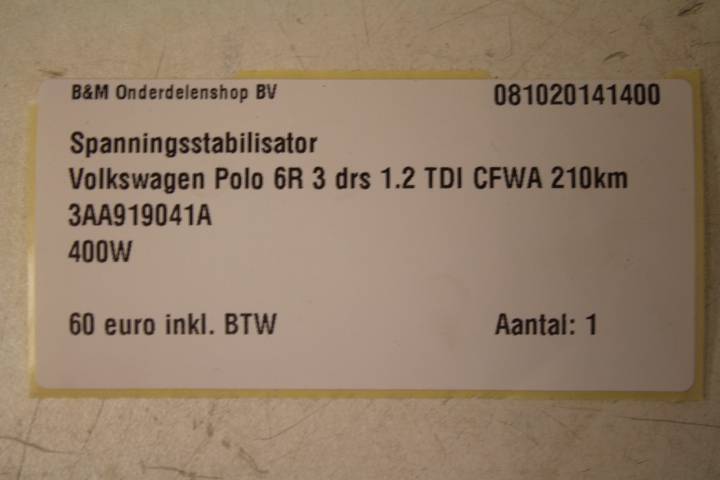 B&M Onderdelenshop BV 081020141400
Spanningsstabilisator
Volkswagen Polo 6R 3 drs 1.2 TDI CFWA 210km
3AA919041A
400W
60 euro inkl. BTW Aantal: 1